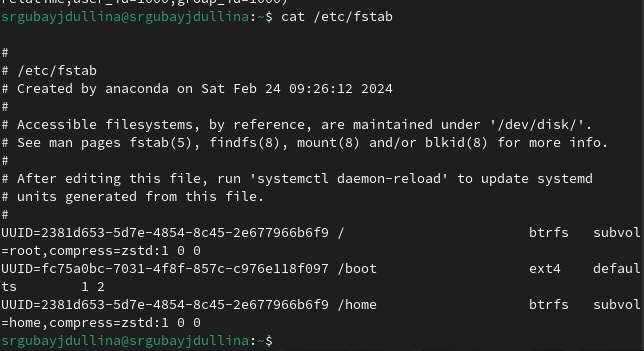 relatime,user_id=1000,group_id=1000)
srgubayjdullina@srgubayjdullina:~$ cat /etc/fstab
#
# /etc/fstab
# Created by anaconda on Sat Feb 24 09:26:12 2024
#
# Accessible filesystems, by reference, are maintained under '/dev/disk/'.
# See man pages fstab(5), findfs(8), mount(8) and/or blkid(8) for more info.
#
# After editing this file, run 'systemctl daemon-reload' to update systemd
# units generated from this file.
#
UUID=2381d653-5d7e-4854-8c45-2e677966b6f9 /                       btrfs   subvol
=root,compress=zstd:1 0 0
UUID=fc75a0bc-7031-4f8f-857c-c976e118f097 /boot                   ext4    defaul
ts        1 2
UUID=2381d653-5d7e-4854-8c45-2e677966b6f9 /home                   btrfs   subvol
=home,compress=zstd:1 0 0
srgubayjdullina@srgubayjdullina:~$